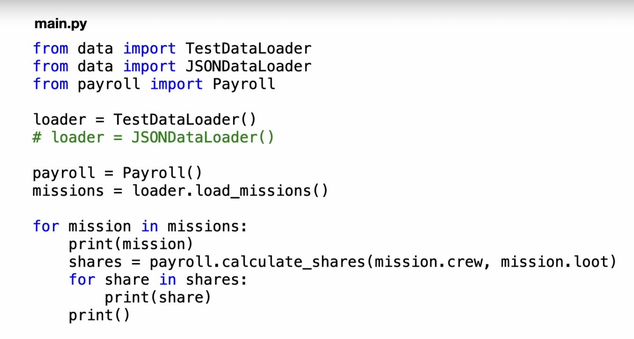 main.py
from data import TestDataLoader
from data import JSONDataLoader
from payroll import Payroll
loader = TestDataLoader()
# loader = JSONDataLoader()
payroll = Payroll()
missions = loader.load_missions()
for mission in missions:
    print(mission)
    shares = payroll.calculate_shares(mission.crew, mission.loot)
    for share in shares:
        print(share)
    print()